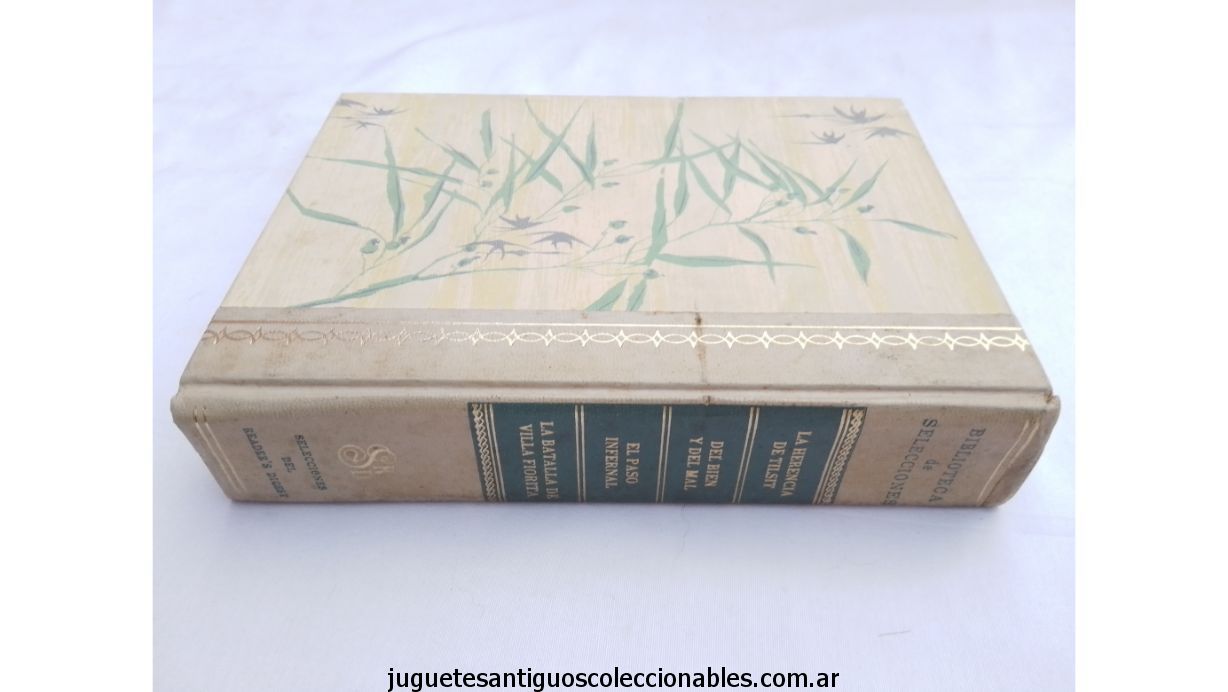 BIBLIOTECA
de
SELECCIONES
LA HERENCIA
DE TILSIT
DEL BIEN
Y DEL MAL
EL PASO
INFERNAL
LA BATALLA DE
VILLA FIORITA
SELECCIONES
DEL
READER'S DIGEST
juguetesantiguoscoleccionables.com.ar